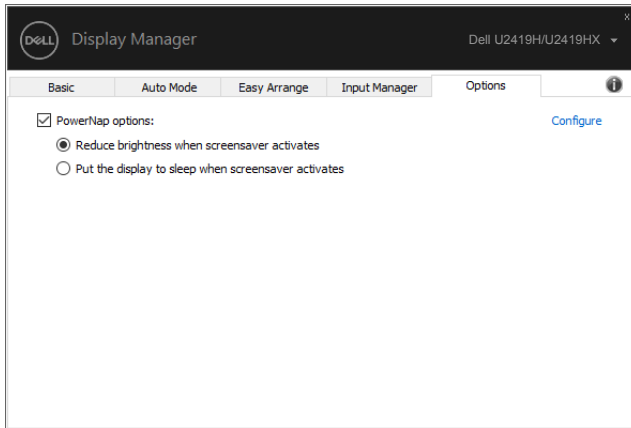 x
DELL Display Manager Dell U2419H/U2419HX
Basic Auto Mode Easy Arrange Input Manager Options i
PowerNap options: Configure
Reduce brightness when screensaver activates
Put the display to sleep when screensaver activates